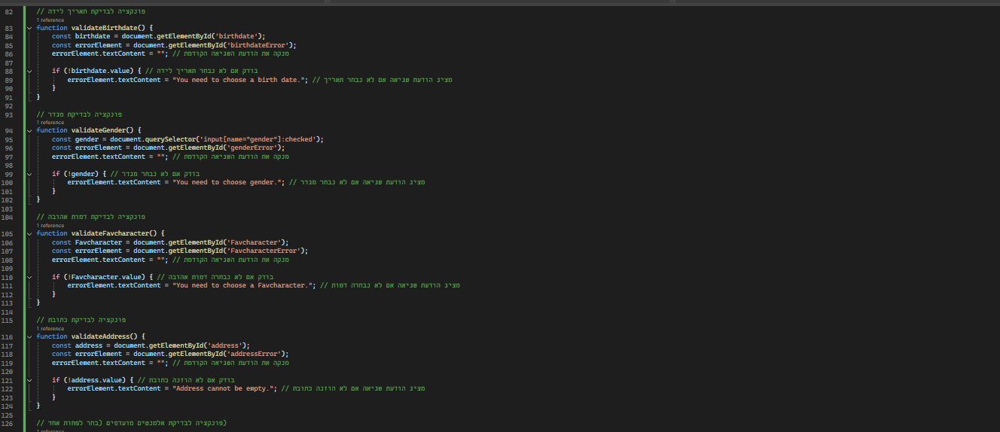 82 // פונקציה לבדיקת תאריך לידה
1 reference
83 function validateBirthdate() {
84 const birthdate = document.getElementById('birthdate');
85 const errorElement = document.getElementById('birthdateError');
86 errorElement.textContent = ""; // מנקה את הודעת השגיאה הקודמת
87
88 if (!birthdate.value) { // בודק אם לא נבחר תאריך לידה
89 errorElement.textContent = "You need to choose a birth date."; // מציג הודעת שגיאה אם לא נבחר תאריך
90 }
91 }
92
93 // פונקציה לבדיקת מגדר
1 reference
94 function validateGender() {
95 const gender = document.querySelector('input[name="gender"]:checked');
96 const errorElement = document.getElementById('genderError');
97 errorElement.textContent = ""; // מנקה את הודעת השגיאה הקודמת
98
99 if (!gender) { // בודק אם לא נבחר מגדר
100 errorElement.textContent = "You need to choose gender."; // מציג הודעת שגיאה אם לא נבחר מגדר
101 }
102 }
103
104 // פונקציה לבדיקת דמות אהובה
1 reference
105 function validateFavcharacter() {
106 const Favcharacter = document.getElementById('Favcharacter');
107 const errorElement = document.getElementById('FavcharacterError');
108 errorElement.textContent = ""; // מנקה את הודעת השגיאה הקודמת
109
110 if (!Favcharacter.value) { // בודק אם לא נבחרה דמות אהובה
111 errorElement.textContent = "You need to choose a Favcharacter."; // מציג הודעת שגיאה אם לא נבחרה דמות
112 }
113 }
114
115 // פונקציה לבדיקת כתובת
1 reference
116 function validateAddress() {
117 const address = document.getElementById('address');
118 const errorElement = document.getElementById('addressError');
119 errorElement.textContent = ""; // מנקה את הודעת השגיאה הקודמת
120
121 if (!address.value) { // בודק אם לא הוזנה כתובת
122 errorElement.textContent = "Address cannot be empty."; // מציג הודעת שגיאה אם לא הוזנה כתובת
123 }
124 }
125
126 // פונקציה לבדיקת אלמנטים מועדפים (בחר לפחות אחד)
1 reference